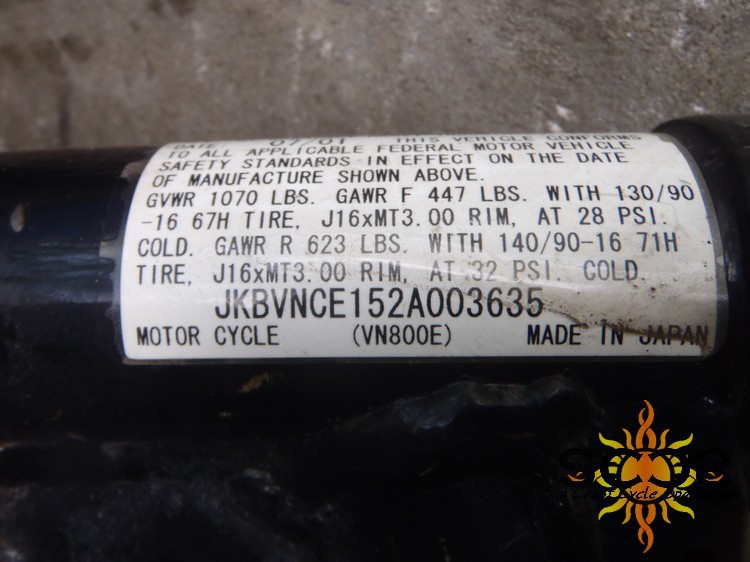 DATE 07/01 THIS VEHICLE CONFORMS
TO ALL APPLICABLE FEDERAL MOTOR VEHICLE
SAFETY STANDARDS IN EFFECT ON THE DATE
OF MANUFACTURE SHOWN ABOVE.
GVWR 1070 LBS. GAWR F 447 LBS. WITH 130/90
-16 67H TIRE, J16xMT3.00 RIM, AT 28 PSI.
COLD. GAWR R 623 LBS. WITH 140/90-16 71H
TIRE, J16xMT3.00 RIM, AT 32 PSI. COLD.
JKBVNCE152A003635
MOTOR CYCLE (VN800E) MADE IN JAPAN